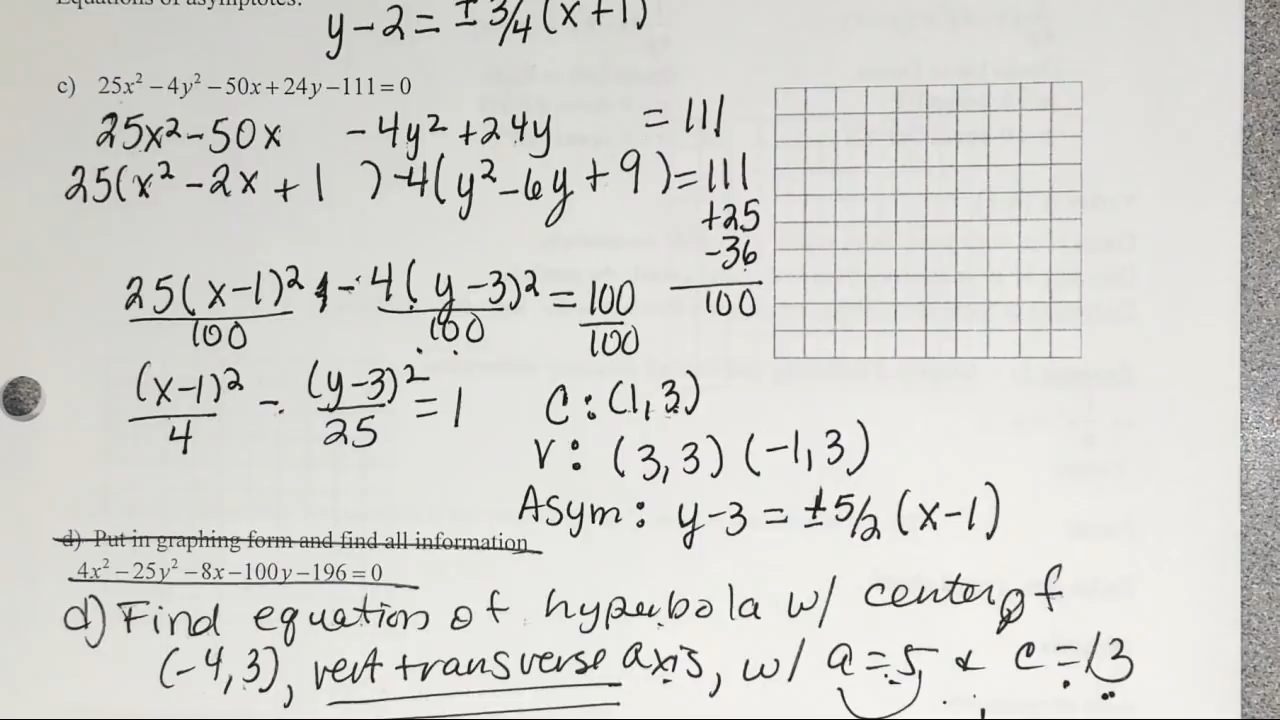 Equations of asymptotes:
y-2 = ± 3/4 (x+1)
c) 25x² − 4y² − 50x + 24y − 111 = 0
25x² - 50x - 4y² + 24y = 111
25(x² - 2x + 1 ) -4(y² - 6y + 9) = 111
+25
-36
100
25(x-1)² - 4(y-3)² = 100
100 100 100
(x-1)² - (y-3)² = 1
4 25
C: (1,3)
V: (3,3) (-1,3)
Asym: y-3 = ±5/2 (x-1)
d) Put in graphing form and find all information
4x² − 25y² − 8x − 100y − 196 = 0
d) Find equation of hyperbola w/ center of
(-4,3), vert transverse axis, w/ a=5 & c=13